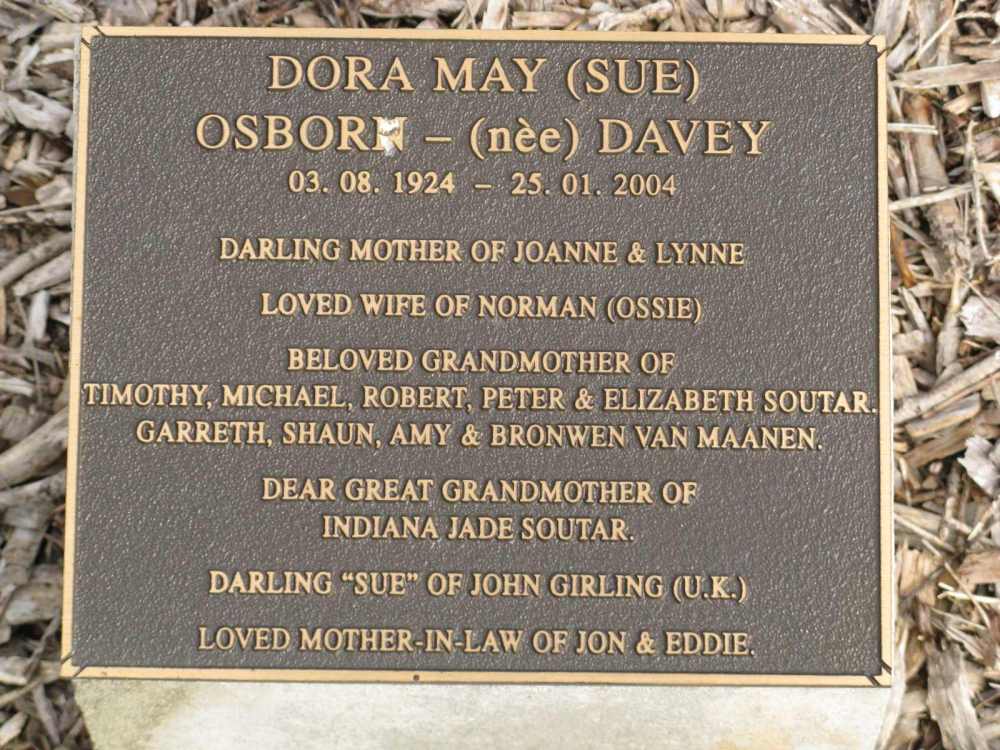 DORA MAY (SUE)
OSBORN – (nèe) DAVEY
03. 08. 1924 – 25. 01. 2004
DARLING MOTHER OF JOANNE & LYNNE
LOVED WIFE OF NORMAN (OSSIE)
BELOVED GRANDMOTHER OF
TIMOTHY, MICHAEL, ROBERT, PETER & ELIZABETH SOUTAR.
GARRETH, SHAUN, AMY & BRONWEN VAN MAANEN.
DEAR GREAT GRANDMOTHER OF
INDIANA JADE SOUTAR.
DARLING “SUE” OF JOHN GIRLING (U.K.)
LOVED MOTHER-IN-LAW OF JON & EDDIE.